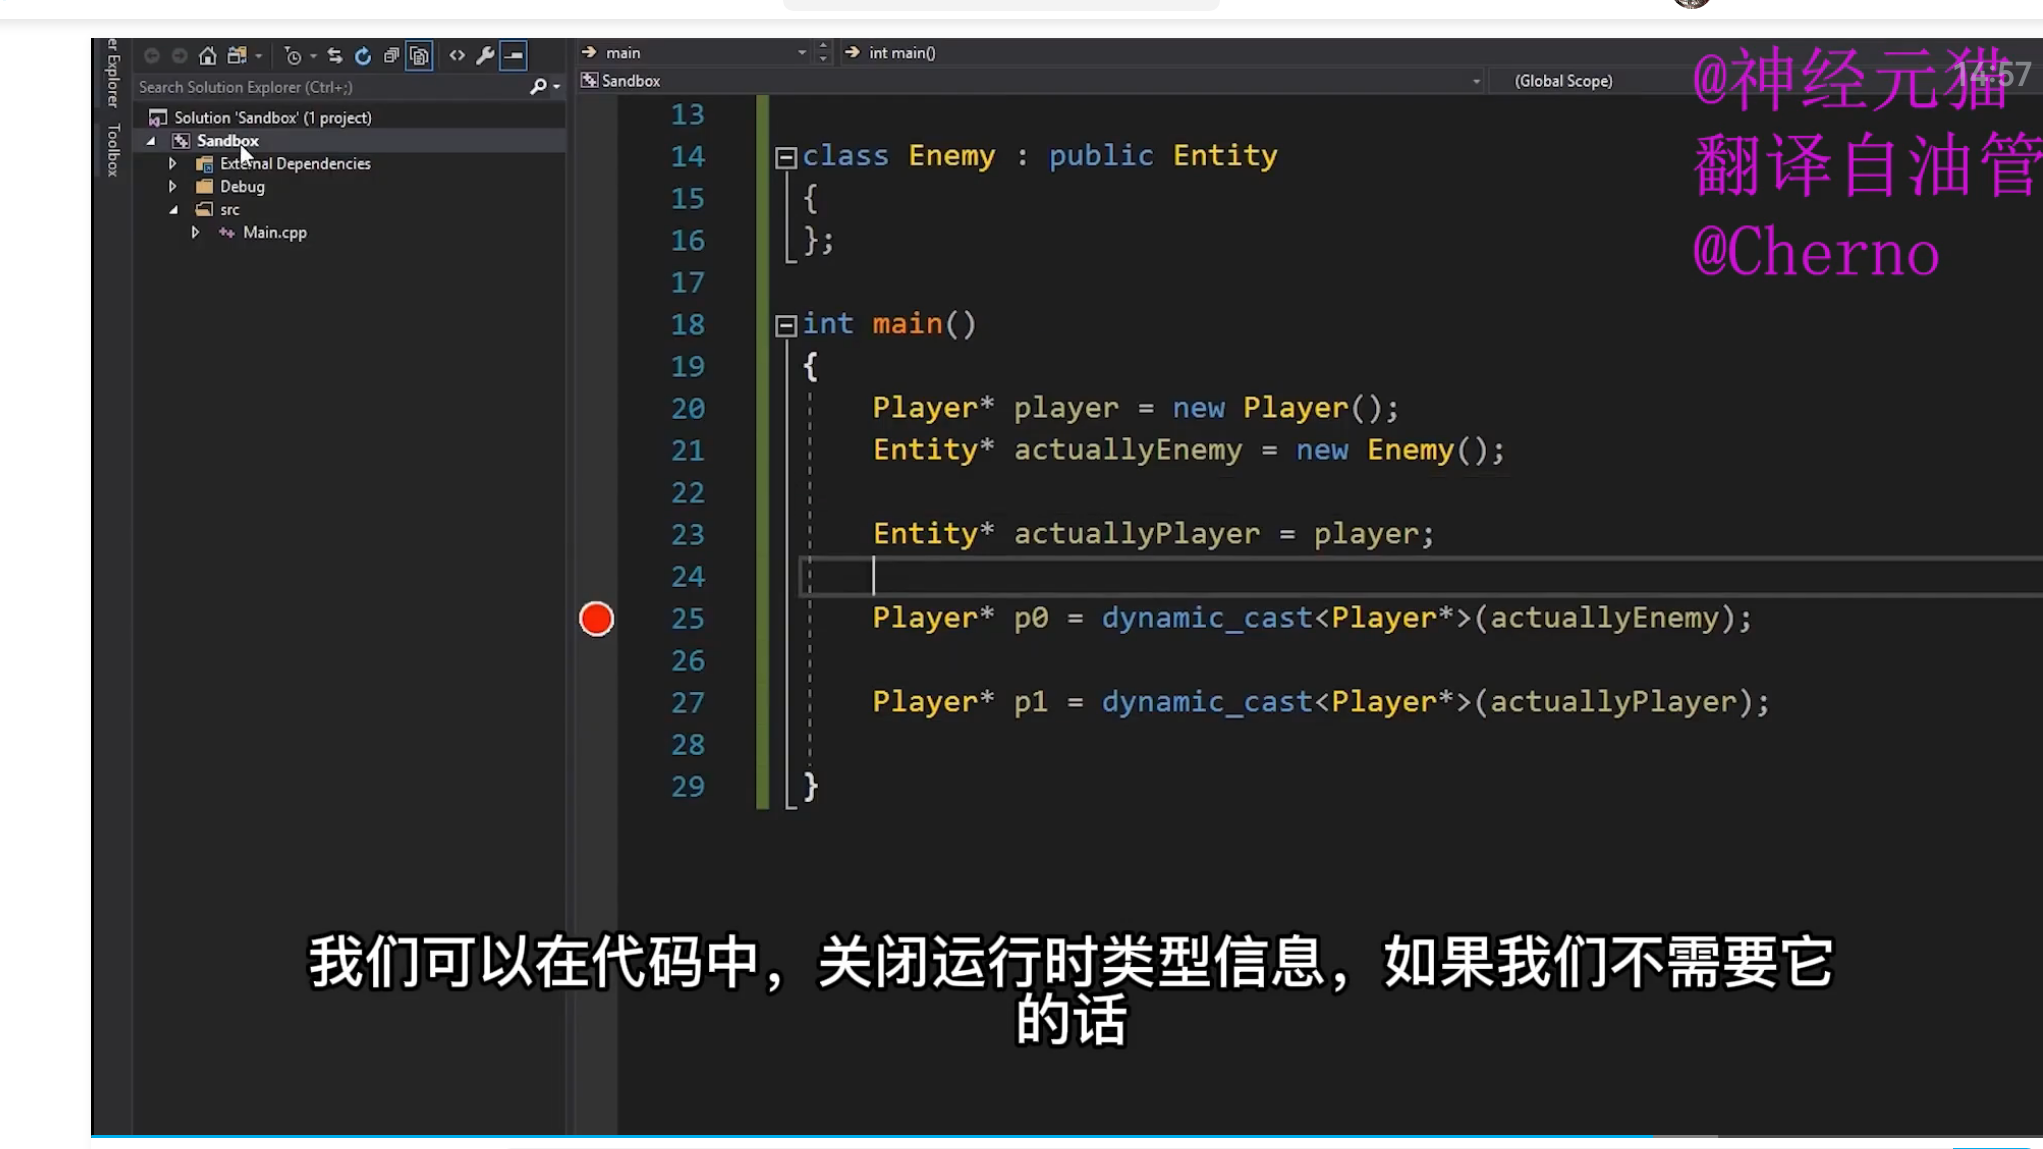 er Explorer
Toolbox
Search Solution Explorer (Ctrl+;)
Solution 'Sandbox' (1 project)
Sandbox
External Dependencies
Debug
src
Main.cpp
main
int main()
Sandbox
(Global Scope)
14:57
@神经元猫
翻译自油管
@Cherno
13
14 class Enemy : public Entity
15 {
16 };
17
18 int main()
19 {
20 Player* player = new Player();
21 Entity* actuallyEnemy = new Enemy();
22
23 Entity* actuallyPlayer = player;
24
25 Player* p0 = dynamic_cast<Player*>(actuallyEnemy);
26
27 Player* p1 = dynamic_cast<Player*>(actuallyPlayer);
28
29 }
我们可以在代码中，关闭运行时类型信息，如果我们不需要它
的话